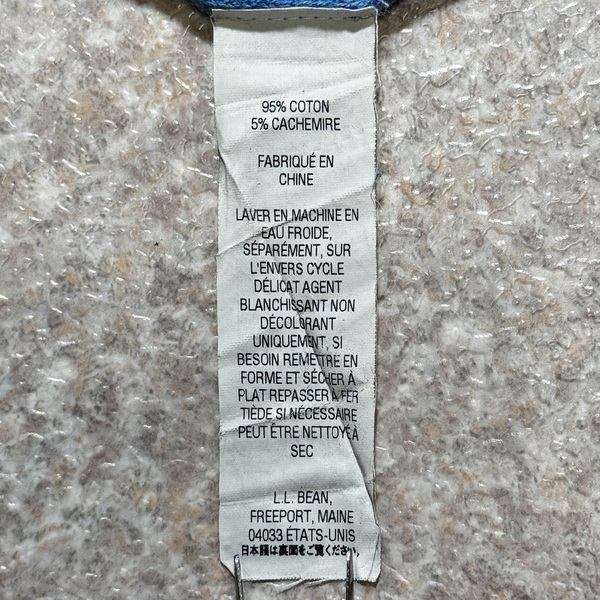 95% COTON
5% CACHEMIRE
FABRIQUÉ EN
CHINE
LAVER EN MACHINE EN
EAU FROIDE,
SÉPARÉMENT, SUR
L'ENVERS CYCLE
DÉLICAT AGENT
BLANCHISSANT NON
DÉCOLORANT
UNIQUEMENT, SI
BESOIN REMETTRE EN
FORME ET SÉCHER À
PLAT REPASSER À FER
TIÈDE SI NÉCESSAIRE
PEUT ÊTRE NETTOYÉ À
SEC
L.L. BEAN,
FREEPORT, MAINE
04033 ÉTATS-UNIS
日本語は裏面をご覧ください。